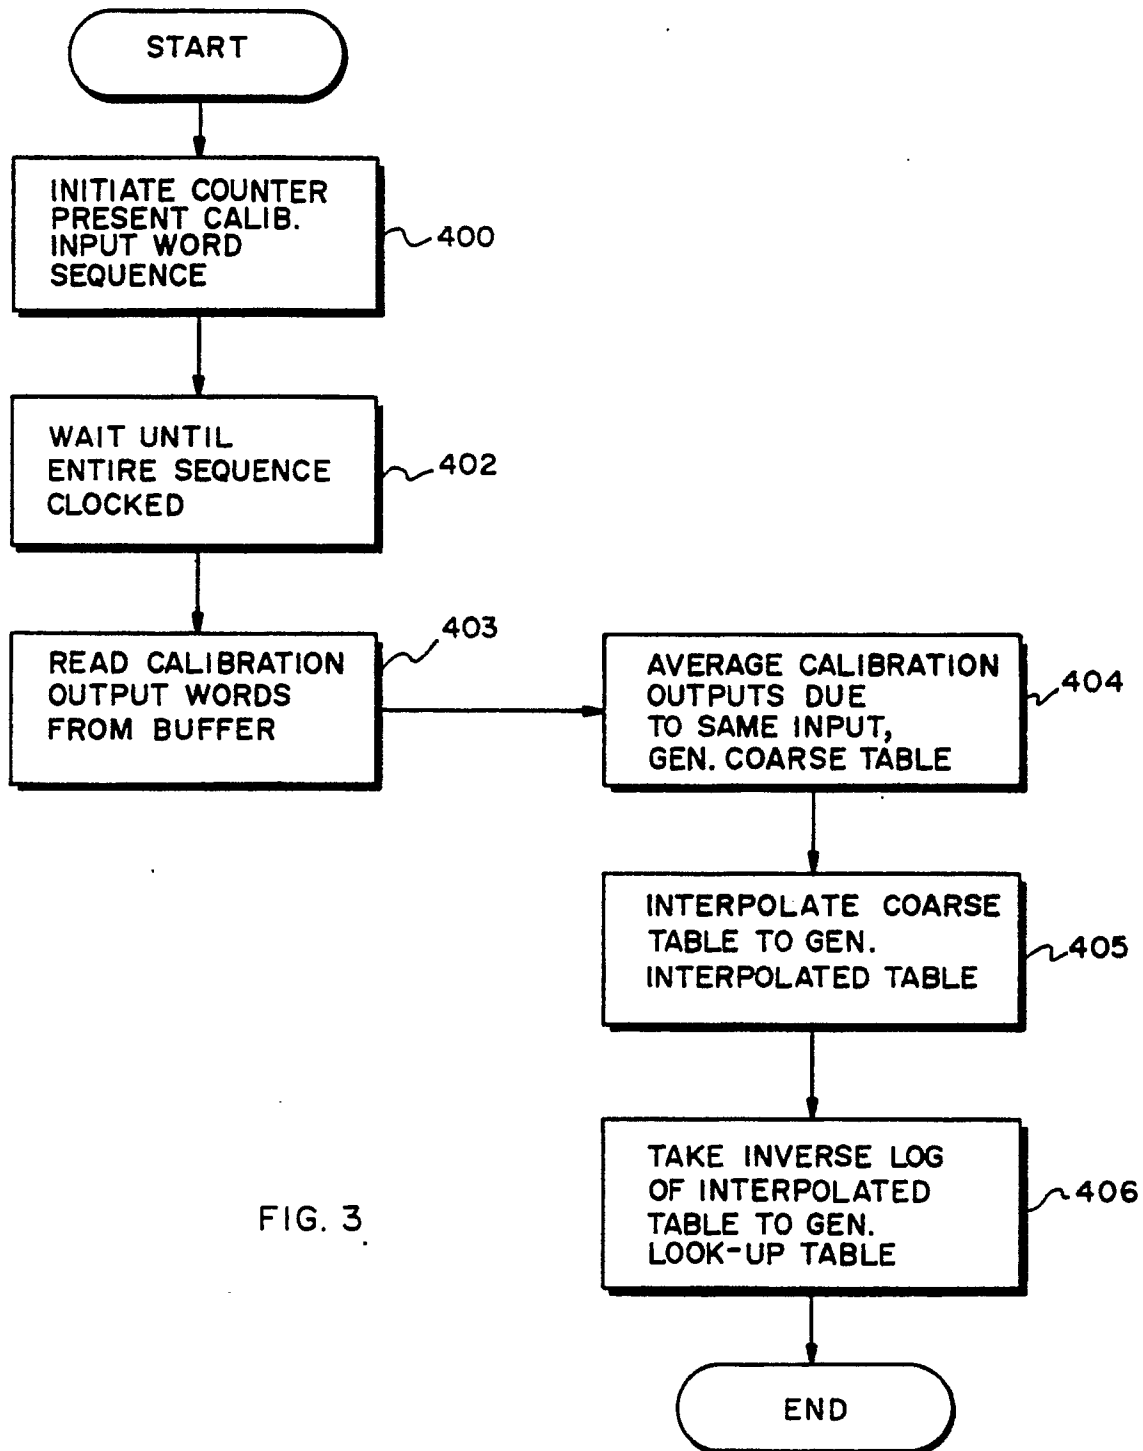 START
INITIATE COUNTER
PRESENT CALIB.
INPUT WORD
SEQUENCE
400
WAIT UNTIL
ENTIRE SEQUENCE
CLOCKED
402
READ CALIBRATION
OUTPUT WORDS
FROM BUFFER
403
AVERAGE CALIBRATION
OUTPUTS DUE
TO SAME INPUT,
GEN. COARSE TABLE
404
INTERPOLATE COARSE
TABLE TO GEN.
INTERPOLATED TABLE
405
TAKE INVERSE LOG
OF INTERPOLATED
TABLE TO GEN.
LOOK-UP TABLE
406
END
FIG. 3